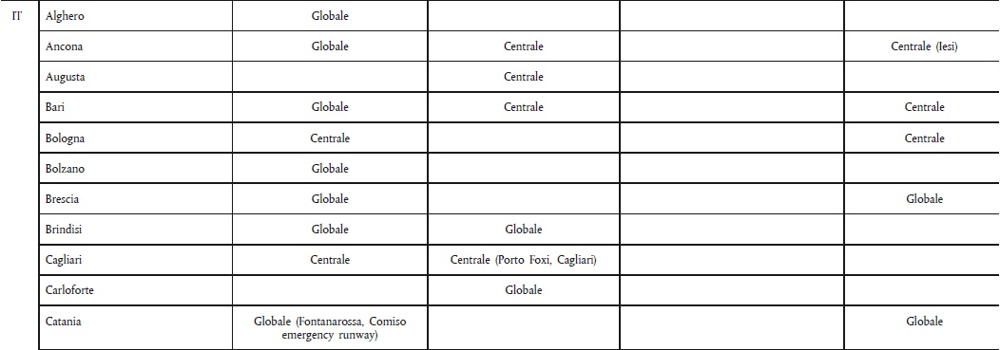 IT Alghero Globale
Ancona Globale Centrale Centrale (Iesi)
Augusta Centrale
Bari Globale Centrale Centrale
Bologna Centrale Centrale
Bolzano Globale
Brescia Globale Globale
Brindisi Globale Globale
Cagliari Centrale Centrale (Porto Foxi, Cagliari)
Carloforte Globale
Catania Globale (Fontanarossa, Comiso Globale
emergency runway)